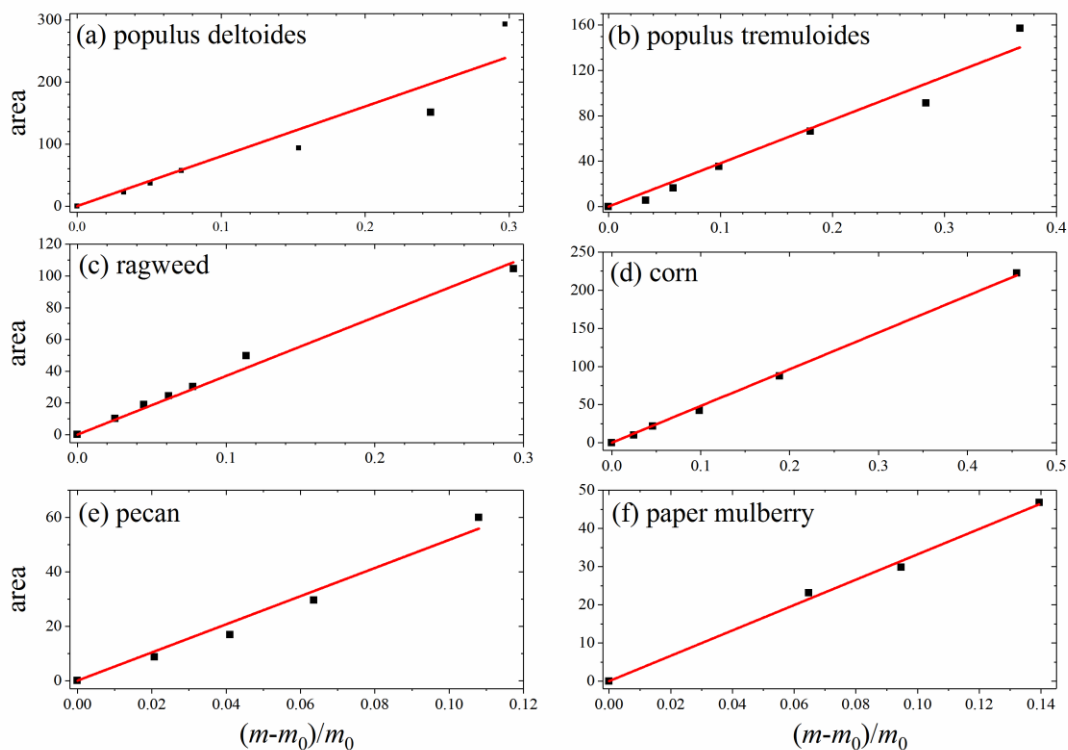 (a) populus deltoides
area
300
200
100
0
0.0 0.1 0.2 0.3
(b) populus tremuloides
160
120
80
40
0
0.0 0.1 0.2 0.3 0.4
(c) ragweed
area
120
100
80
60
40
20
0
0.0 0.1 0.2 0.3
(d) corn
250
200
150
100
50
0
0.0 0.1 0.2 0.3 0.4 0.5
(e) pecan
area
60
40
20
0
0.00 0.02 0.04 0.06 0.08 0.10 0.12
(m-m0)/m0
(f) paper mulberry
50
40
30
20
10
0
0.00 0.02 0.04 0.06 0.08 0.10 0.12 0.14
(m-m0)/m0